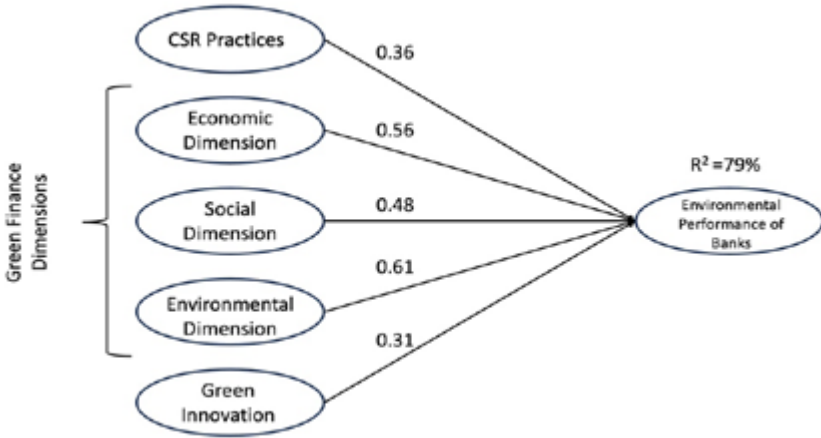 CSR Practices
0.36
Economic
Dimension
0.56
R² =79%
Green Finance
Dimensions
Social
Dimension
0.48
Environmental
Performance of
Banks
0.61
Environmental
Dimension
0.31
Green
Innovation